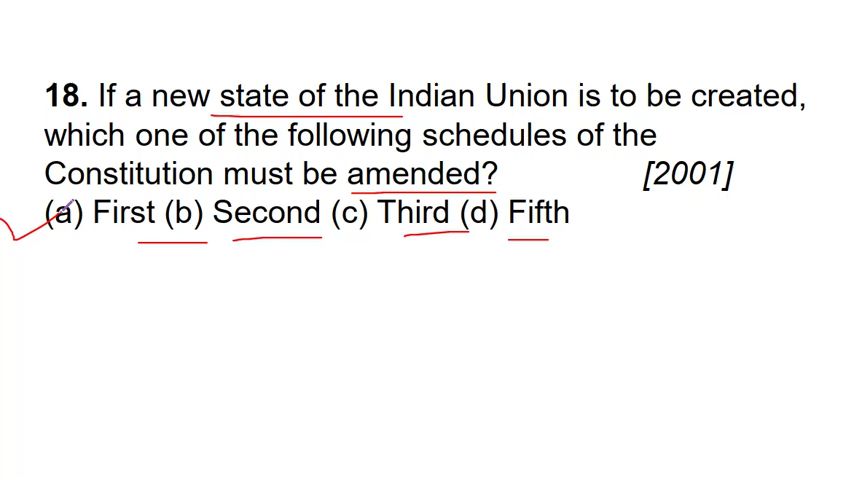 18. If a new state of the Indian Union is to be created,
which one of the following schedules of the
Constitution must be amended? [2001]
(a) First (b) Second (c) Third (d) Fifth